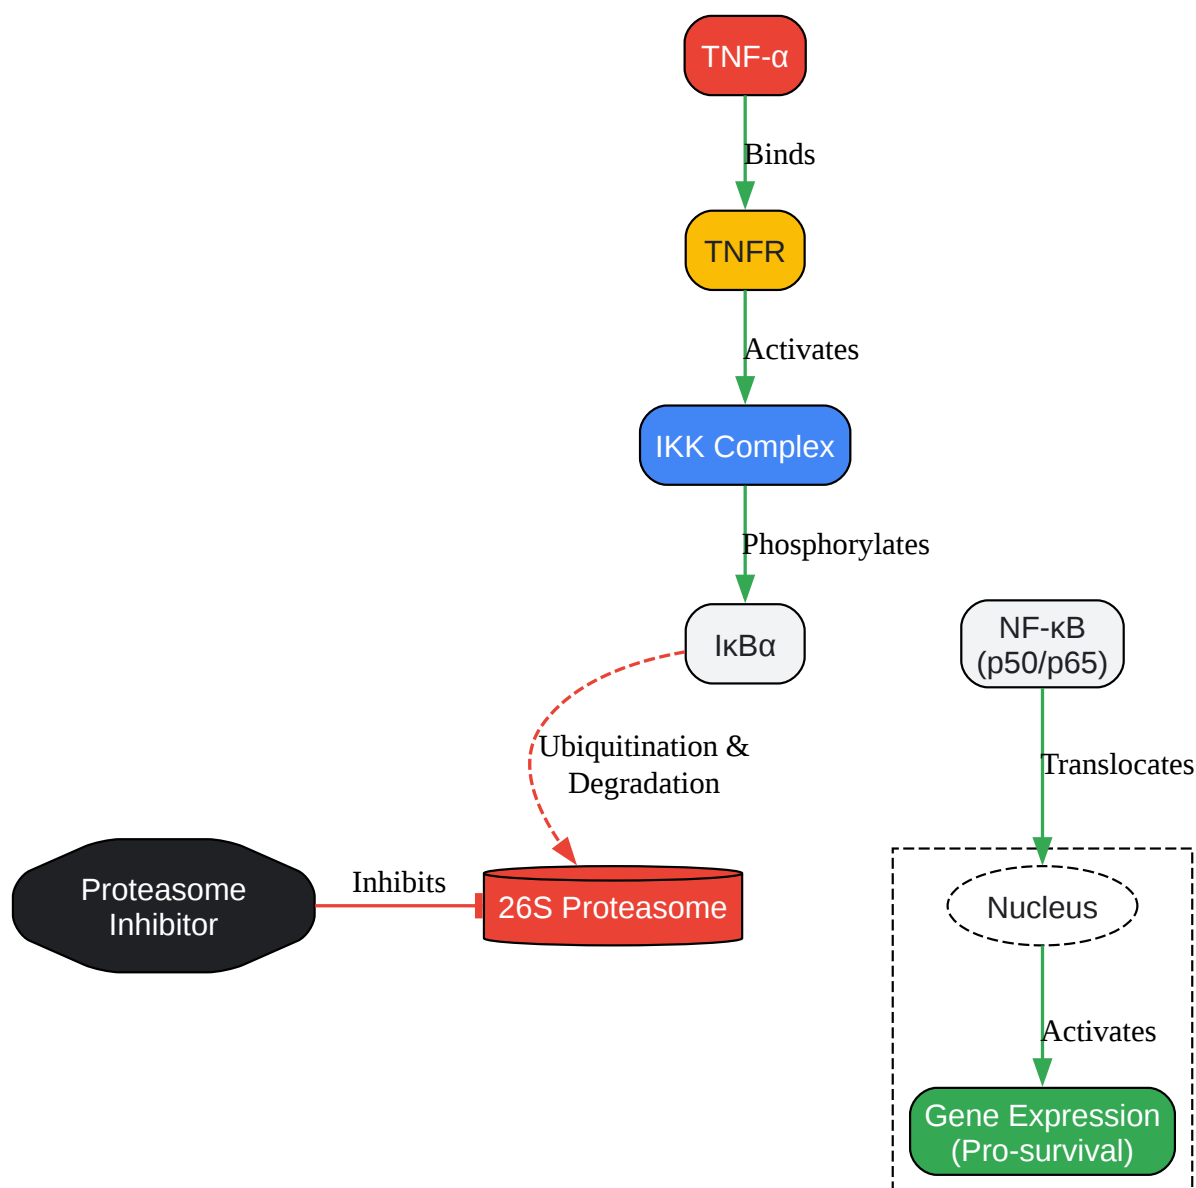 TNF-α
Binds
TNFR
Activates
IKK Complex
Phosphorylates
IκBα
NF-κB
(p50/p65)
Ubiquitination &
Degradation
Translocates
Proteasome
Inhibitor
Inhibits
26S Proteasome
Nucleus
Activates
Gene Expression
(Pro-survival)